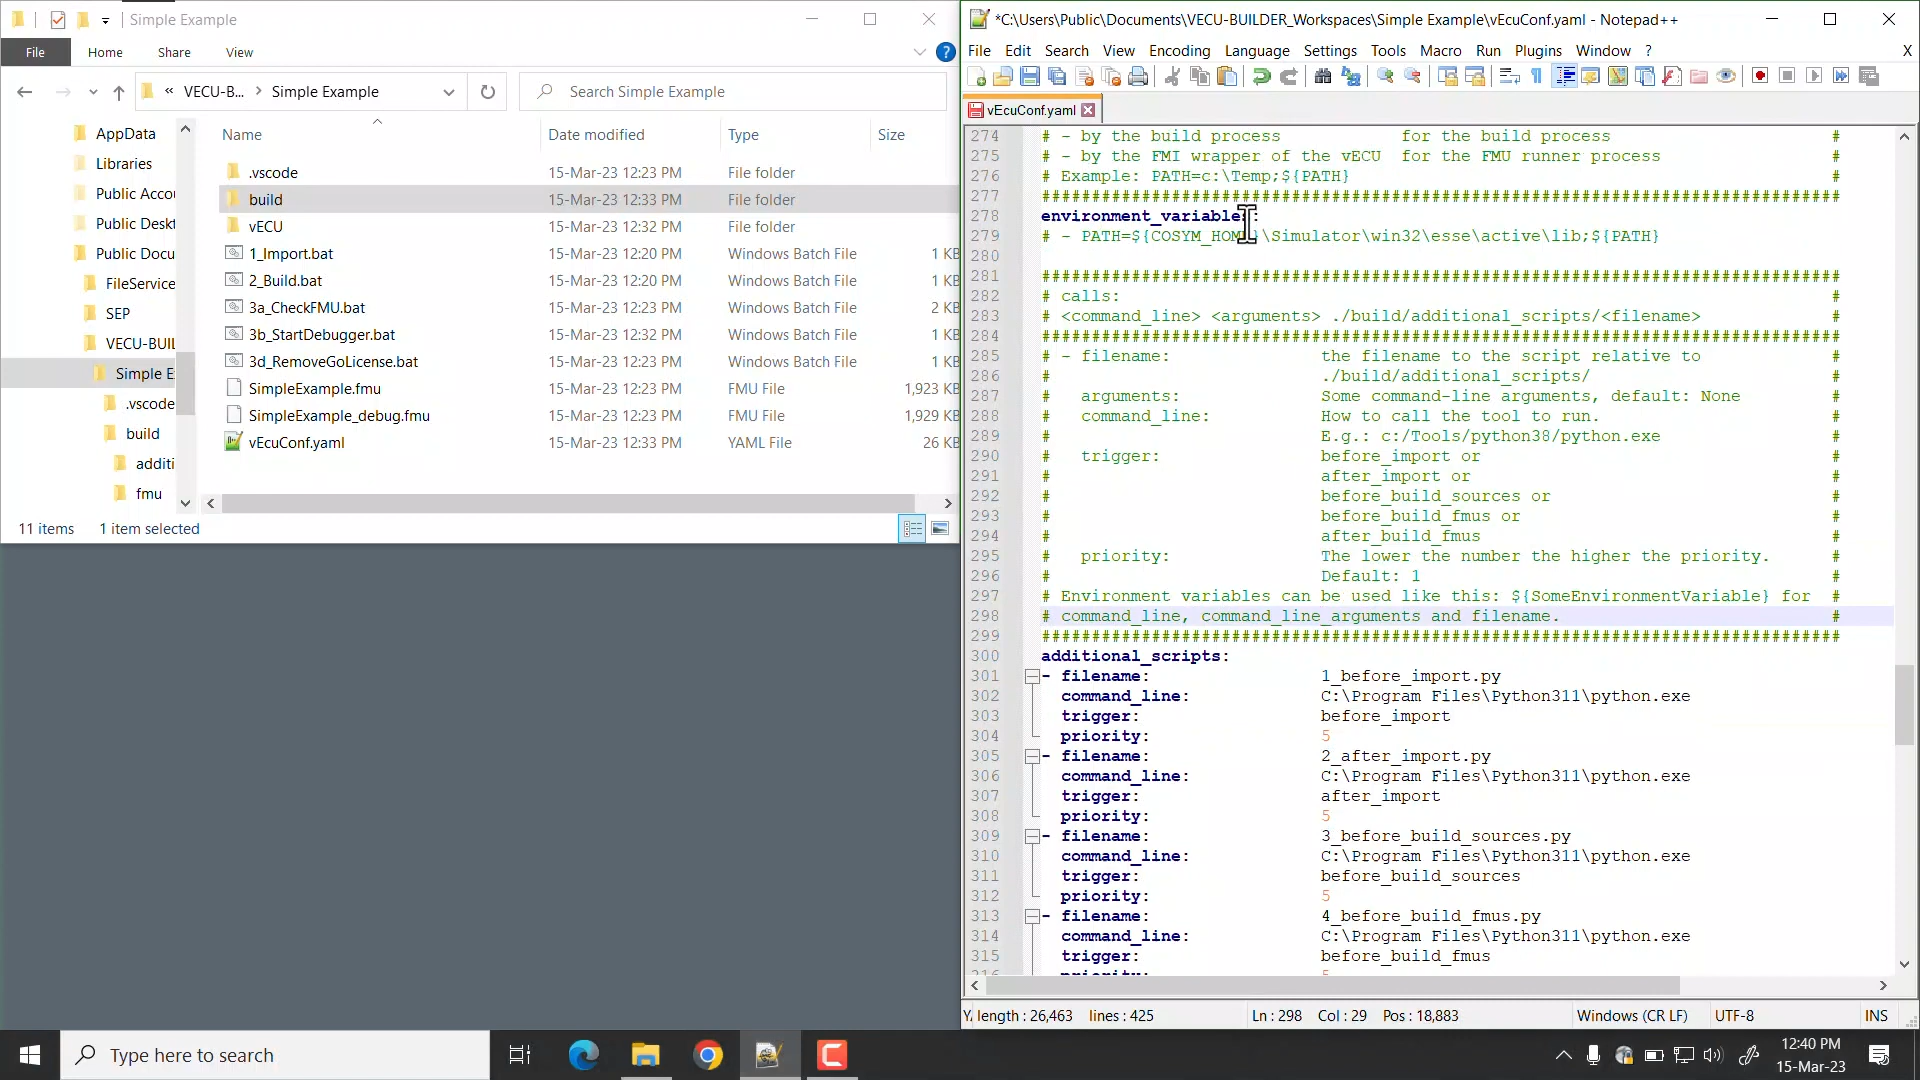 Simple Example
File Home Share View
VECU-B... Simple Example
Search Simple Example
AppData
Libraries
Public Accou
Public Deskt
Public Docu
FileService
SEP
VECU-BUIL
Simple E
.vscode
build
additi
fmu
Name Date modified Type Size
.vscode 15-Mar-23 12:23 PM File folder
build 15-Mar-23 12:33 PM File folder
vECU 15-Mar-23 12:32 PM File folder
1_Import.bat 15-Mar-23 12:20 PM Windows Batch File 1 KB
2_Build.bat 15-Mar-23 12:20 PM Windows Batch File 1 KB
3a_CheckFMU.bat 15-Mar-23 12:23 PM Windows Batch File 2 KB
3b_StartDebugger.bat 15-Mar-23 12:32 PM Windows Batch File 1 KB
3d_RemoveGoLicense.bat 15-Mar-23 12:23 PM Windows Batch File 1 KB
SimpleExample.fmu 15-Mar-23 12:23 PM FMU File 1,923 KB
SimpleExample_debug.fmu 15-Mar-23 12:23 PM FMU File 1,929 KB
vEcuConf.yaml 15-Mar-23 12:33 PM YAML File 26 KB
11 items 1 item selected
*C:\Users\Public\Documents\VECU-BUILDER_Workspaces\Simple Example\vEcuConf.yaml - Notepad++
File Edit Search View Encoding Language Settings Tools Macro Run Plugins Window ? X
vEcuConf.yaml
274 # - by the build process for the build process #
275 # - by the FMI wrapper of the vECU for the FMU runner process #
276 # Example: PATH=c:\Temp;${PATH} #
277 ################################################################################
278 environment_variables:
279 # - PATH=${COSYM_HOME}\Simulator\win32\esse\active\lib;${PATH}
280
281 ################################################################################
282 # calls: #
283 # <command_line> <arguments> ./build/additional_scripts/<filename> #
284 ################################################################################
285 # - filename: the filename to the script relative to #
286 # ./build/additional_scripts/ #
287 # arguments: Some command-line arguments, default: None #
288 # command_line: How to call the tool to run. #
289 # E.g.: c:/Tools/python38/python.exe #
290 # trigger: before_import or #
291 # after_import or #
292 # before_build_sources or #
293 # before_build_fmus or #
294 # after_build_fmus #
295 # priority: The lower the number the higher the priority. #
296 # Default: 1 #
297 # Environment variables can be used like this: ${SomeEnvironmentVariable} for #
298 # command_line, command_line_arguments and filename. #
299 ################################################################################
300 additional_scripts:
301 - filename: 1_before_import.py
302 command_line: C:\Program Files\Python311\python.exe
303 trigger: before_import
304 priority: 5
305 - filename: 2_after_import.py
306 command_line: C:\Program Files\Python311\python.exe
307 trigger: after_import
308 priority: 5
309 - filename: 3_before_build_sources.py
310 command_line: C:\Program Files\Python311\python.exe
311 trigger: before_build_sources
312 priority: 5
313 - filename: 4_before_build_fmus.py
314 command_line: C:\Program Files\Python311\python.exe
315 trigger: before_build_fmus
316 priority: 5
length : 26,463 lines : 425 Ln : 298 Col : 29 Pos : 18,883 Windows (CR LF) UTF-8 INS
Type here to search
12:40 PM
15-Mar-23